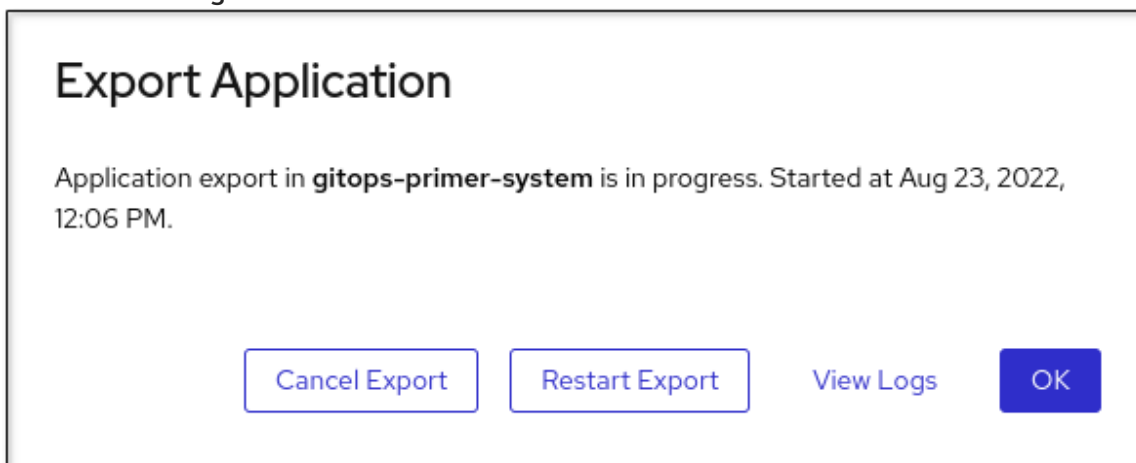 Export Application
Application export in gitops-primer-system is in progress. Started at Aug 23, 2022,
12:06 PM.
Cancel Export Restart Export View Logs OK